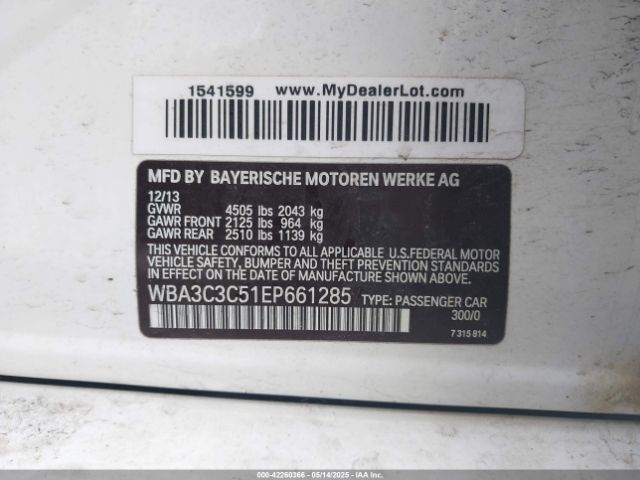 1541599 www.MyDealerLot.com
MFD BY BAYERISCHE MOTOREN WERKE AG
12/13
GVWR 4505 lbs 2043 kg
GAWR FRONT 2125 lbs 964 kg
GAWR REAR 2510 lbs 1139 kg
THIS VEHICLE CONFORMS TO ALL APPLICABLE U.S.FEDERAL MOTOR
VEHICLE SAFETY, BUMPER AND THEFT PREVENTION STANDARDS IN
EFFECT ON THE DATE OF MANUFACTURE SHOWN ABOVE.
WBA3C3C51EP661285 TYPE: PASSENGER CAR
300/0
7 315 814
000-42260366 - 05/14/2025 - IAAI.COM